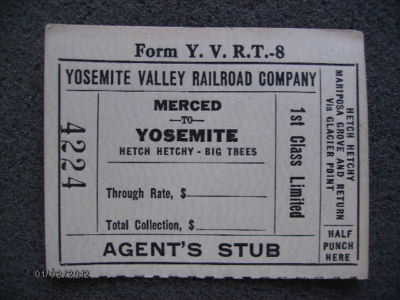 Form Y. V. R.T.-8
YOSEMITE VALLEY RAILROAD COMPANY
4224
MERCED
—TO—
YOSEMITE
HETCH HETCHY - BIG TREES
Through Rate, $
Total Collection, $
1st Class Limited
HETCH HETCHY
MARIPOSA GROVE AND RETURN
Via GLACIER POINT
HALF
PUNCH
HERE
AGENT'S STUB
01/02/2012